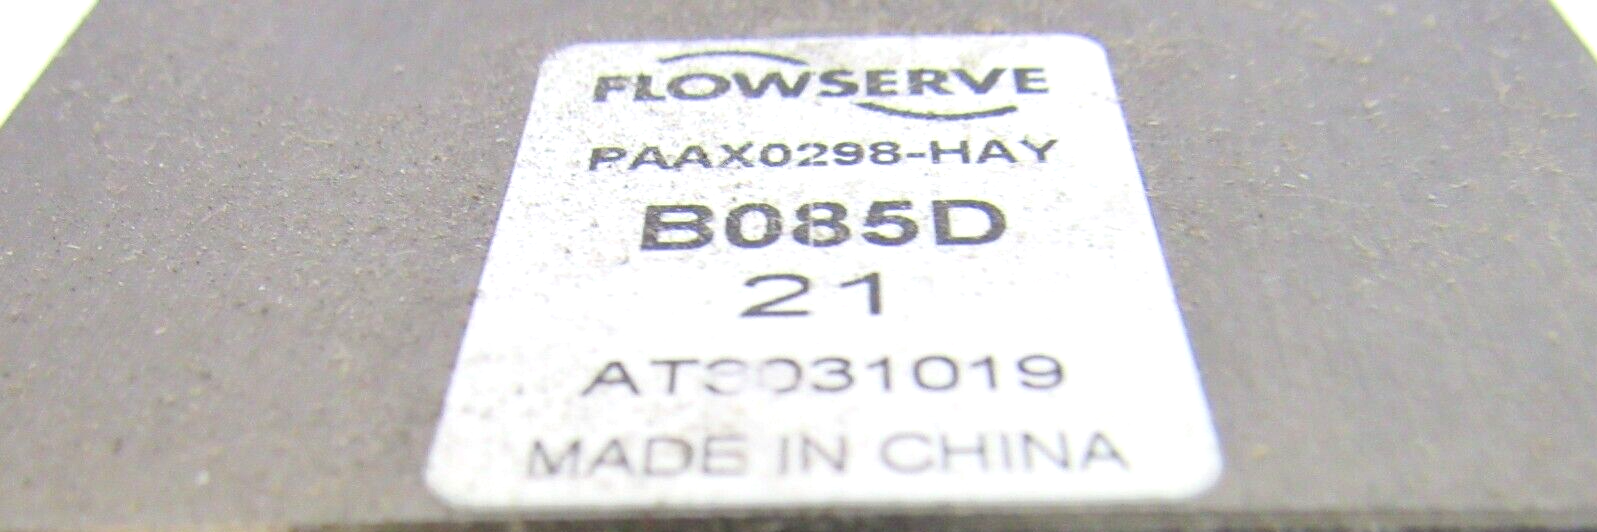 FLOWSERVE
PAAX0298-HAY
B085D
21
AT3031019
MADE IN CHINA